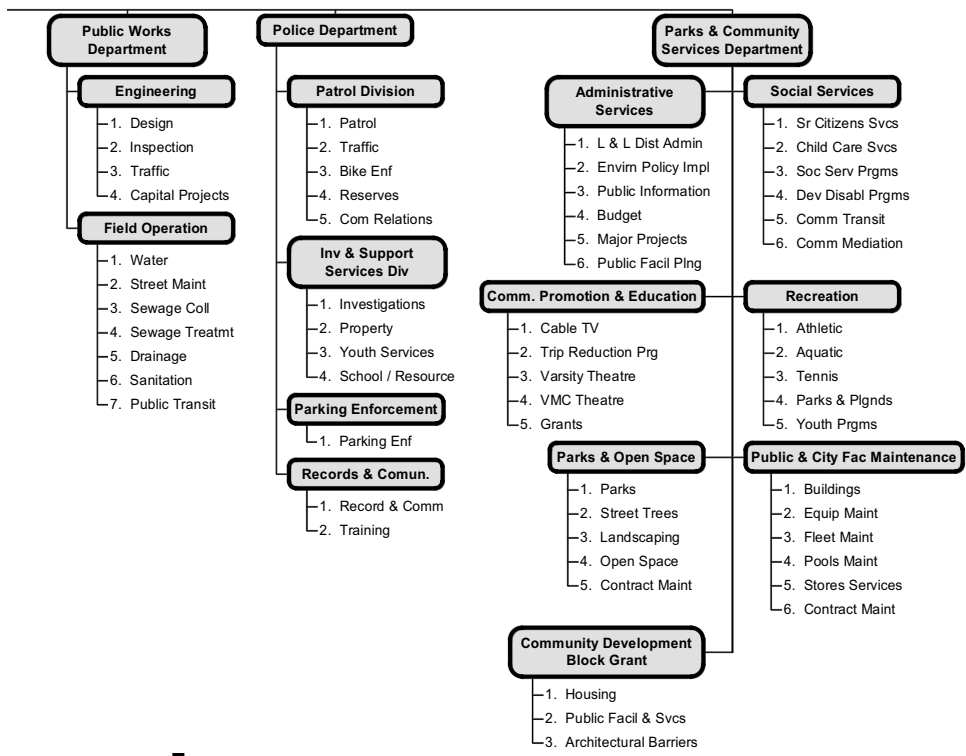 Public Works
Department
Engineering
1. Design
2. Inspection
3. Traffic
4. Capital Projects
Field Operation
1. Water
2. Street Maint
3. Sewage Coll
4. Sewage Treatmt
5. Drainage
6. Sanitation
7. Public Transit
Police Department
Patrol Division
1. Patrol
2. Traffic
3. Bike Enf
4. Reserves
5. Com Relations
Inv & Support
Services Div
1. Investigations
2. Property
3. Youth Services
4. School / Resource
Parking Enforcement
1. Parking Enf
Records & Comun.
1. Record & Comm
2. Training
Parks & Community
Services Department
Administrative
Services
1. L & L Dist Admin
2. Envirn Policy Impl
3. Public Information
4. Budget
5. Major Projects
6. Public Facil Plng
Social Services
1. Sr Citizens Svcs
2. Child Care Svcs
3. Soc Serv Prgms
4. Dev Disabl Prgms
5. Comm Transit
6. Comm Mediation
Comm. Promotion & Education
1. Cable TV
2. Trip Reduction Prg
3. Varsity Theatre
4. VMC Theatre
5. Grants
Recreation
1. Athletic
2. Aquatic
3. Tennis
4. Parks & Plgnds
5. Youth Prgms
Parks & Open Space
1. Parks
2. Street Trees
3. Landscaping
4. Open Space
5. Contract Maint
Public & City Fac Maintenance
1. Buildings
2. Equip Maint
3. Fleet Maint
4. Pools Maint
5. Stores Services
6. Contract Maint
Community Development
Block Grant
1. Housing
2. Public Facil & Svcs
3. Architectural Barriers